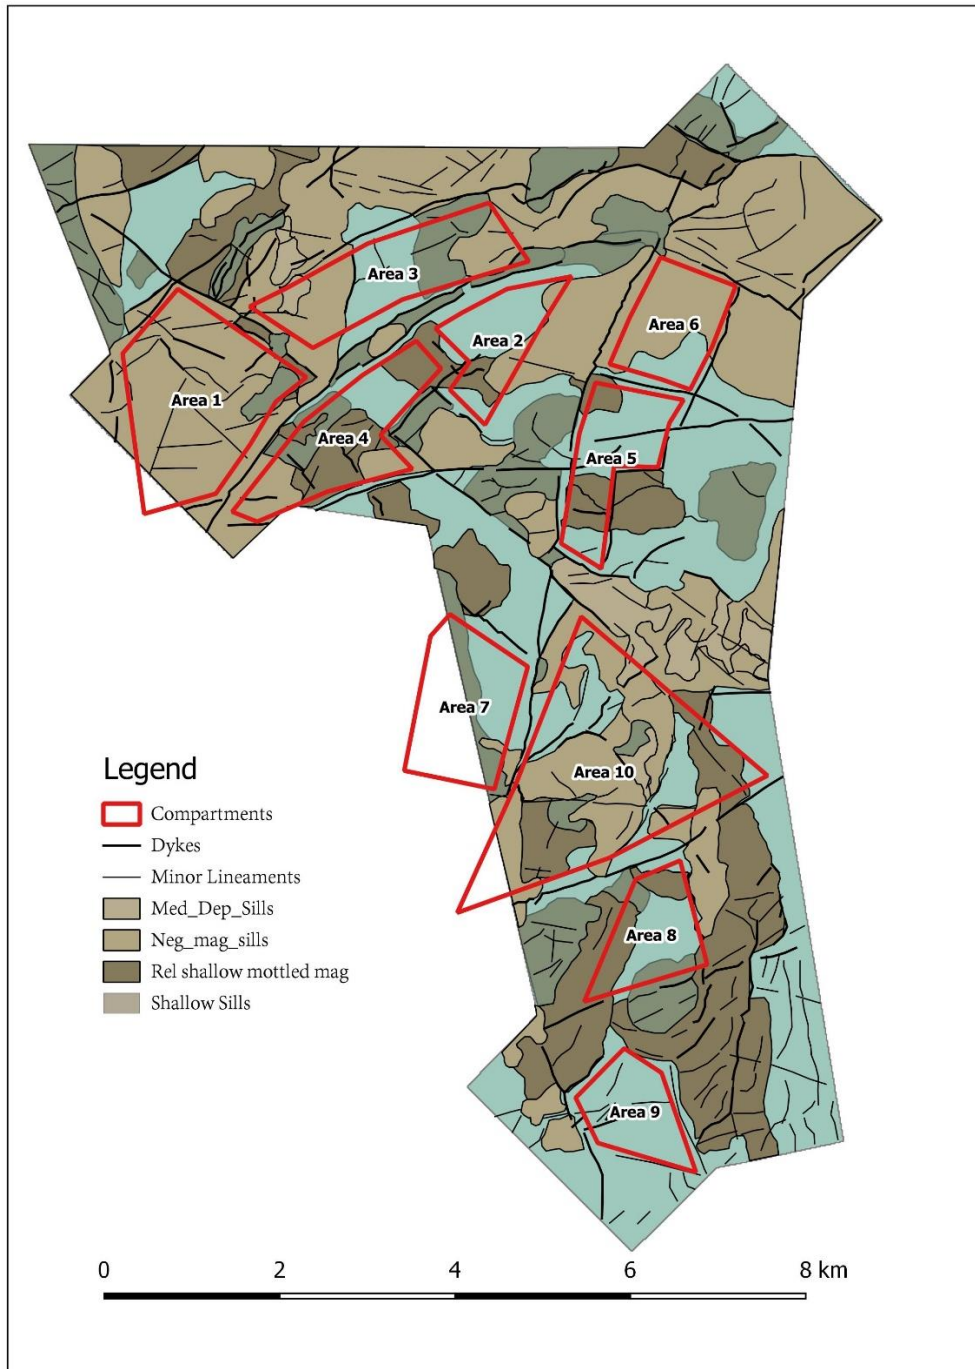 Area 3
Area 6
Area 2
Area 1
Area 4
Area 5
Area 7
Area 10
Area 8
Area 9
Legend
Compartments
Dykes
Minor Lineaments
Med_Dep_Sills
Neg_mag_sills
Rel shallow mottled mag
Shallow Sills
0 2 4 6 8 km